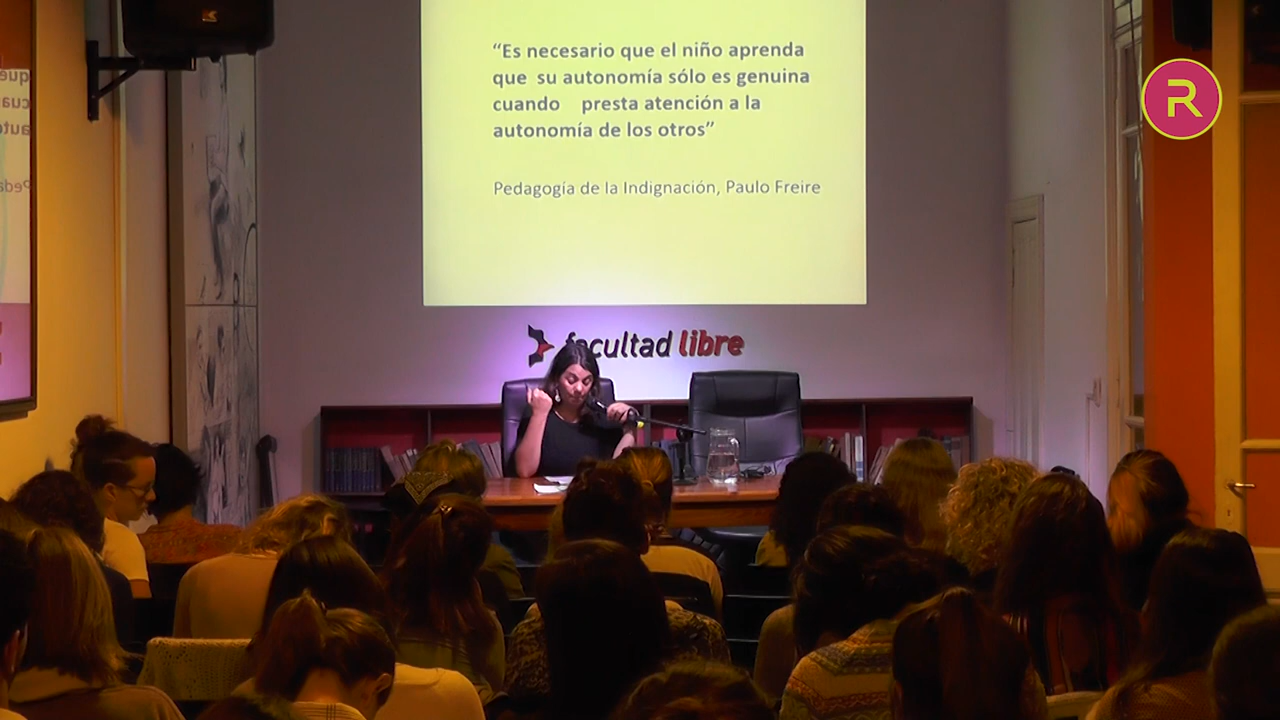 “Es necesario que el niño aprenda
que su autonomía sólo es genuina
cuando presta atención a la
autonomía de los otros”
Pedagogía de la Indignación, Paulo Freire
facultad libre
R